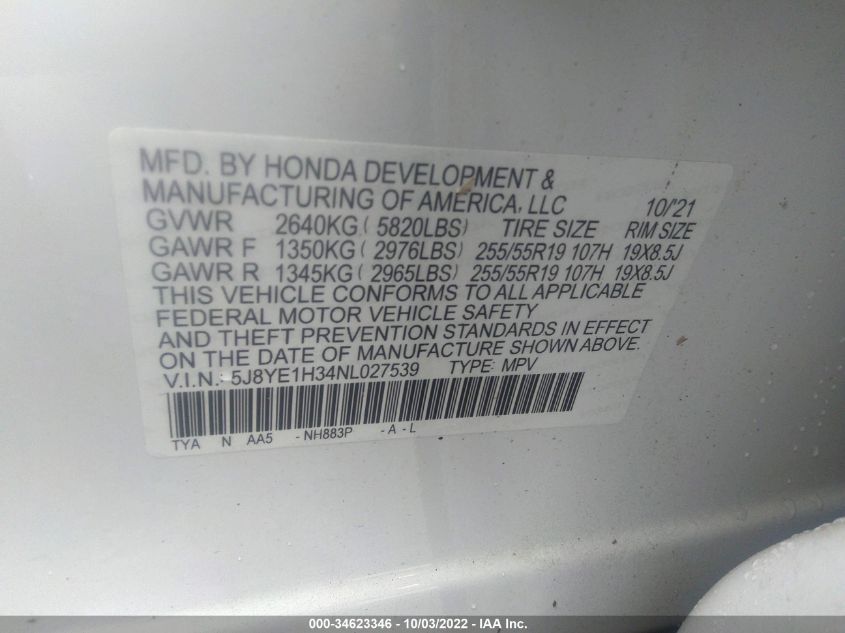 MFD. BY HONDA DEVELOPMENT &
MANUFACTURING OF AMERICA, LLC 10/'21
GVWR 2640KG ( 5820LBS) TIRE SIZE RIM SIZE
GAWR F 1350KG ( 2976LBS) 255/55R19 107H 19X8.5J
GAWR R 1345KG ( 2965LBS) 255/55R19 107H 19X8.5J
THIS VEHICLE CONFORMS TO ALL APPLICABLE
FEDERAL MOTOR VEHICLE SAFETY
AND THEFT PREVENTION STANDARDS IN EFFECT
ON THE DATE OF MANUFACTURE SHOWN ABOVE.
V.I.N.: 5J8YE1H34NL027539 TYPE: MPV
TYA N AA5 - NH883P - A - L
000-34623346 - 10/03/2022 - IAA Inc.